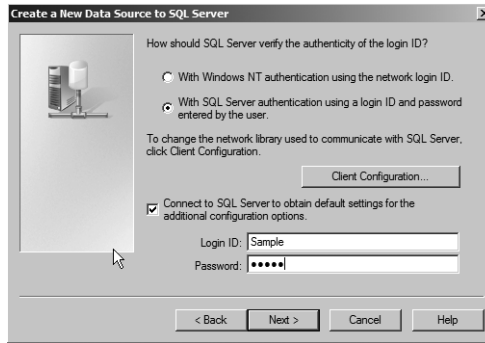 Create a New Data Source to SQL Server
How should SQL Server verify the authenticity of the login ID?
With Windows NT authentication using the network login ID.
With SQL Server authentication using a login ID and password
entered by the user.
To change the network library used to communicate with SQL Server,
click Client Configuration.
Client Configuration...
Connect to SQL Server to obtain default settings for the
additional configuration options.
Login ID: Sample
Password: •••••
< Back Next > Cancel Help